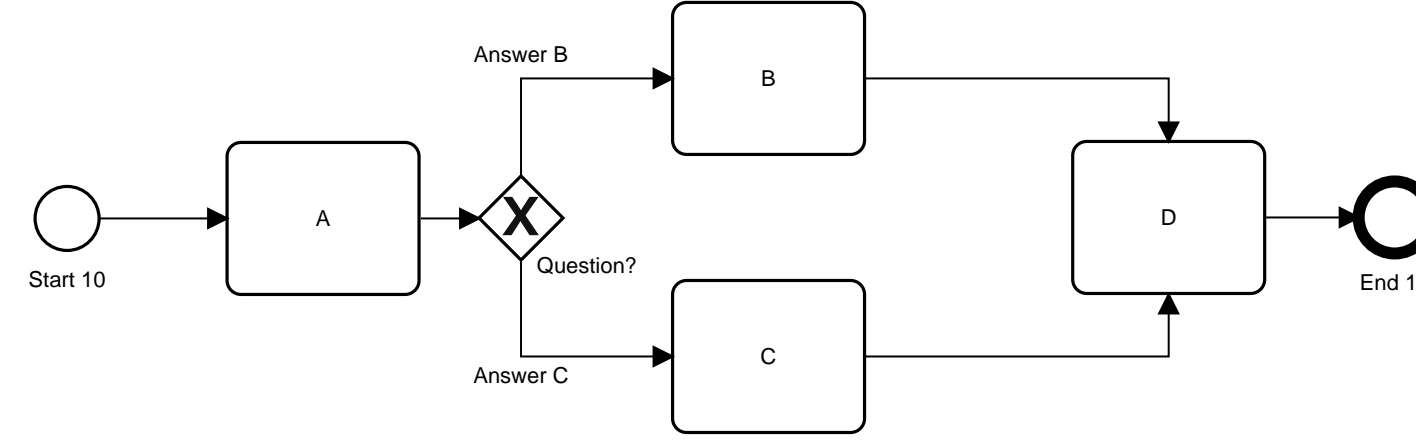 Answer B
B
A
D
Start 10
Question?
End 1
C
Answer C